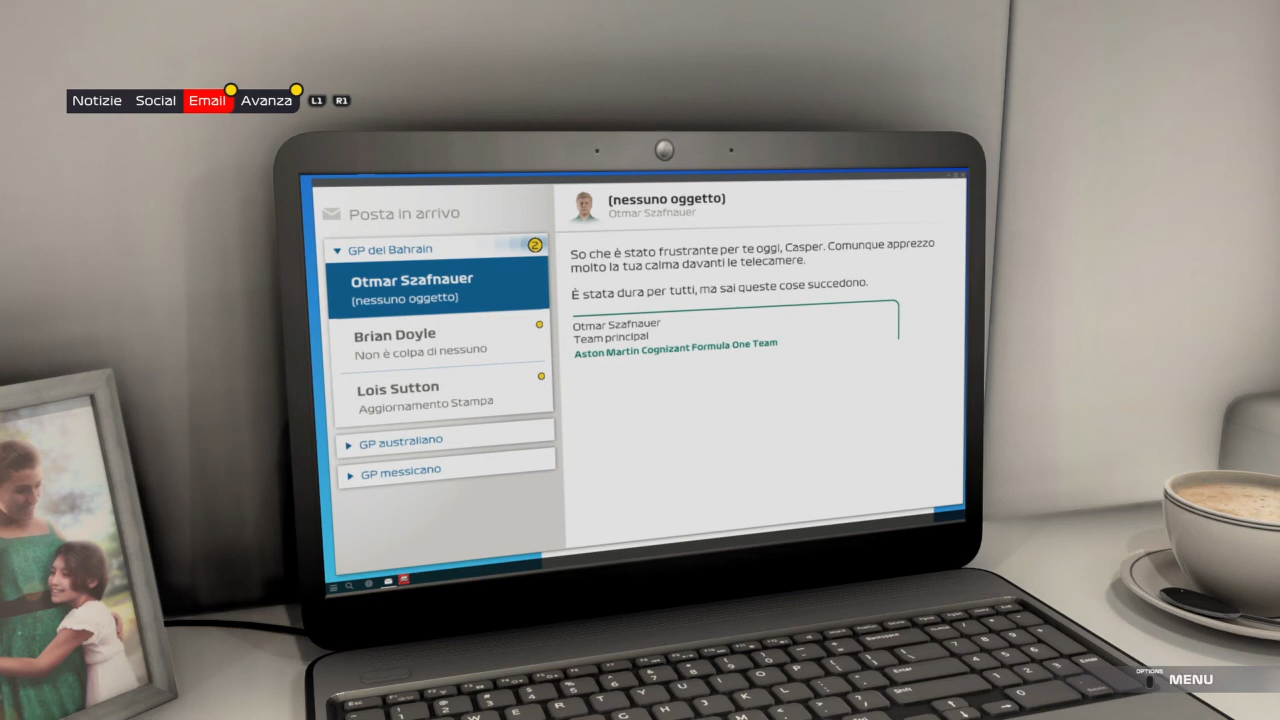 Notizie Social Email Avanza L1 R1
Posta in arrivo
GP del Bahrain 2
Otmar Szafnauer
(nessuno oggetto)
Brian Doyle
Non è colpa di nessuno
Lois Sutton
Aggiornamento Stampa
GP australiano
GP messicano
(nessuno oggetto)
Otmar Szafnauer
So che è stato frustrante per te oggi, Casper. Comunque apprezzo
molto la tua calma davanti le telecamere.
È stata dura per tutti, ma sai queste cose succedono.
Otmar Szafnauer
Team principal
Aston Martin Cognizant Formula One Team
OPTIONS
MENU